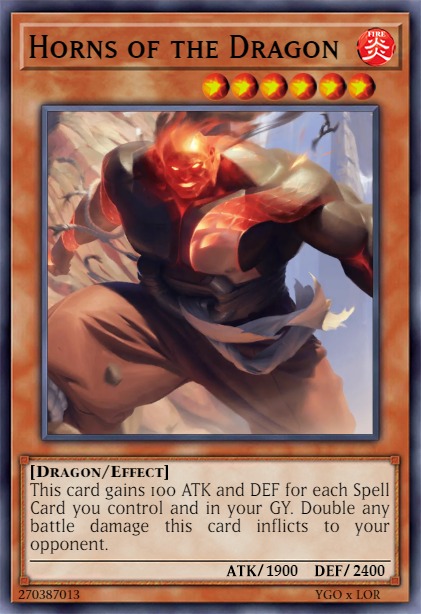 Horns of the Dragon
FIRE
炎
[Dragon/Effect]
This card gains 100 ATK and DEF for each Spell
Card you control and in your GY. Double any
battle damage this card inflicts to your
opponent.
ATK/1900 DEF/2400
270387013 YGO x LOR